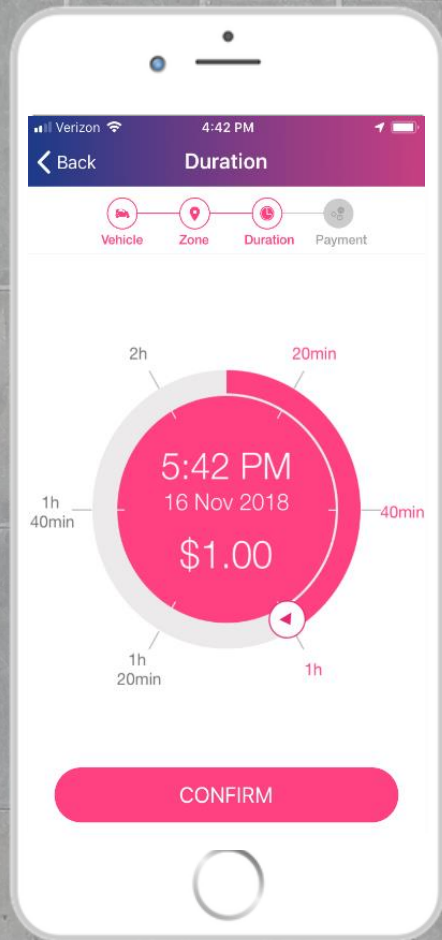 Verizon 4:42 PM
Back Duration
Vehicle Zone Duration Payment
2h 20min
5:42 PM
16 Nov 2018
$1.00
1h
40min
40min
1h
20min
1h
CONFIRM